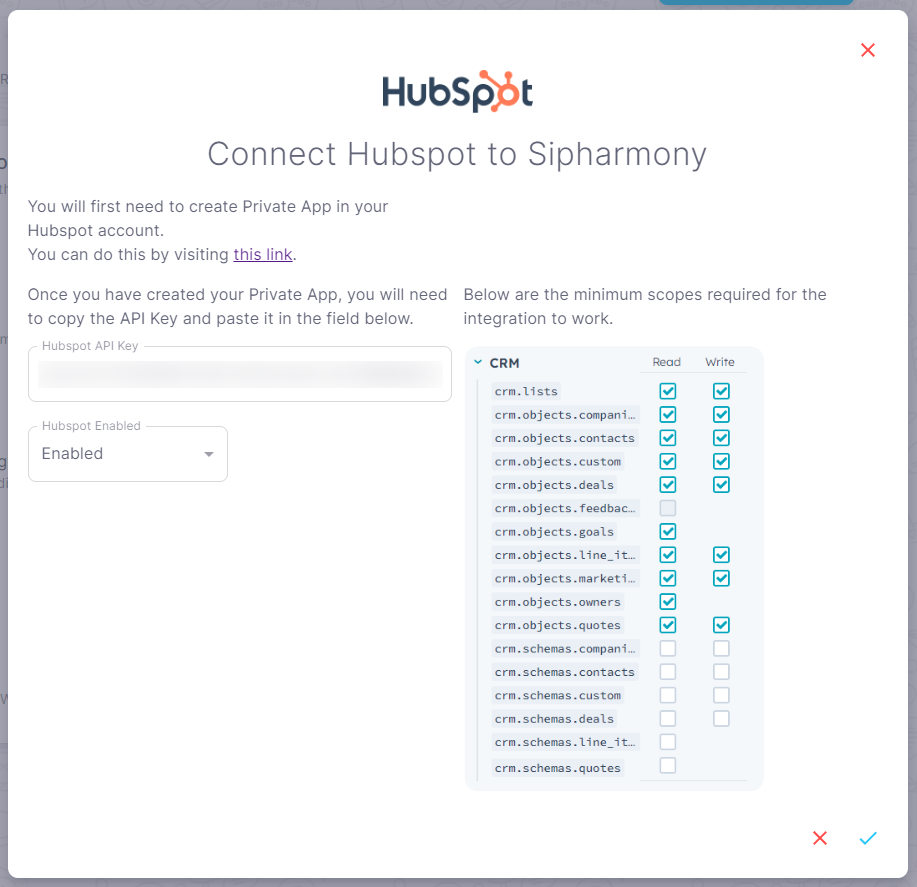 HubSpot
Connect Hubspot to Sipharmony
You will first need to create Private App in your
Hubspot account.
You can do this by visiting this link.
Once you have created your Private App, you will need
to copy the API Key and paste it in the field below.
Hubspot API Key
Hubspot Enabled
Enabled
Below are the minimum scopes required for the
integration to work.
CRM Read Write
crm.lists
crm.objects.compani...
crm.objects.contacts
crm.objects.custom
crm.objects.deals
crm.objects.feedbac...
crm.objects.goals
crm.objects.line_it...
crm.objects.marketi...
crm.objects.owners
crm.objects.quotes
crm.schemas.compani...
crm.schemas.contacts
crm.schemas.custom
crm.schemas.deals
crm.schemas.line_it...
crm.schemas.quotes